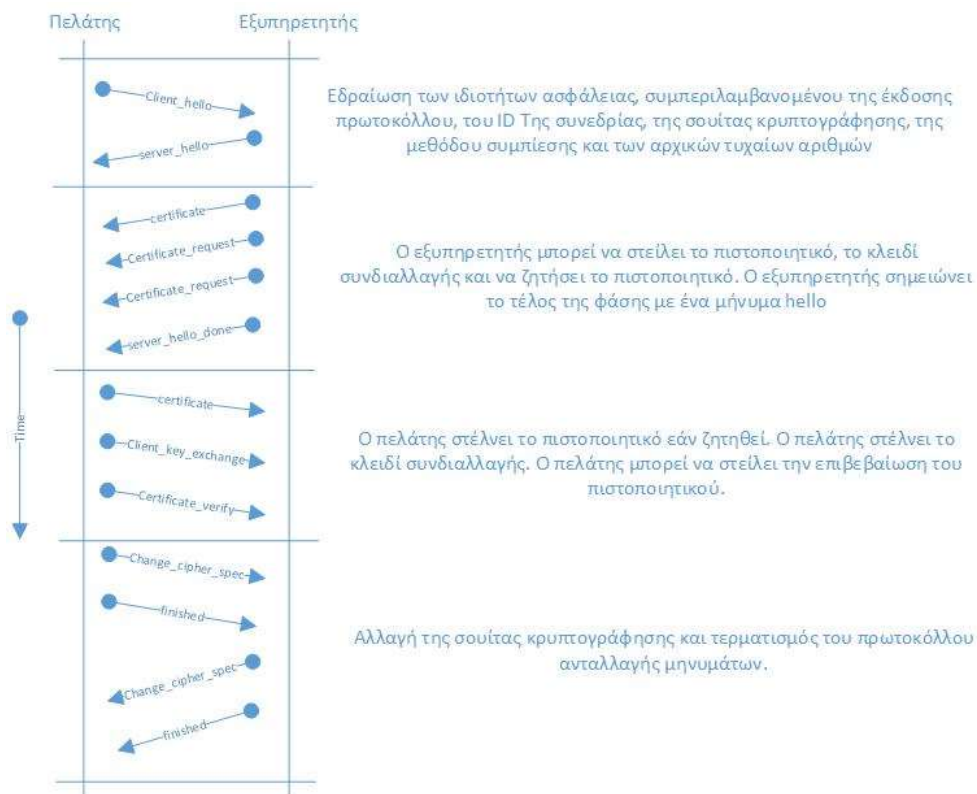 Πελάτης Εξυπηρετητής
Client_hello
server_hello
Εδραίωση των ιδιοτήτων ασφάλειας, συμπεριλαμβανομένου της έκδοσης
πρωτοκόλλου, του ID Της συνεδρίας, της σουίτας κρυπτογράφησης, της
μεθόδου συμπίεσης και των αρχικών τυχαίων αριθμών
certificate
Certificate_request
Certificate_request
server_hello_done
Ο εξυπηρετητής μπορεί να στείλει το πιστοποιητικό, το κλειδί
συνδιαλλαγής και να ζητήσει το πιστοποιητικό. Ο εξυπηρετητής σημειώνει
το τέλος της φάσης με ένα μήνυμα hello
Time
certificate
Client_key_exchange
Certificate_verify
Ο πελάτης στέλνει το πιστοποιητικό εάν ζητηθεί. Ο πελάτης στέλνει το
κλειδί συνδιαλλαγής. Ο πελάτης μπορεί να στείλει την επιβεβαίωση του
πιστοποιητικού.
Change_cipher_spec
finished
Change_cipher_spec
finished
Αλλαγή της σουίτας κρυπτογράφησης και τερματισμός του πρωτοκόλλου
ανταλλαγής μηνυμάτων.